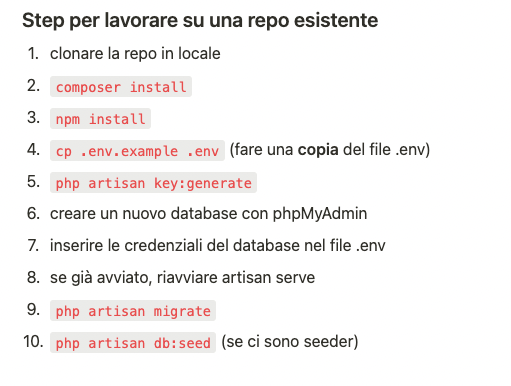 Step per lavorare su una repo esistente
1. clonare la repo in locale
2. composer install
3. npm install
4. cp .env.example .env (fare una copia del file .env)
5. php artisan key:generate
6. creare un nuovo database con phpMyAdmin
7. inserire le credenziali del database nel file .env
8. se già avviato, riavviare artisan serve
9. php artisan migrate
10. php artisan db:seed (se ci sono seeder)